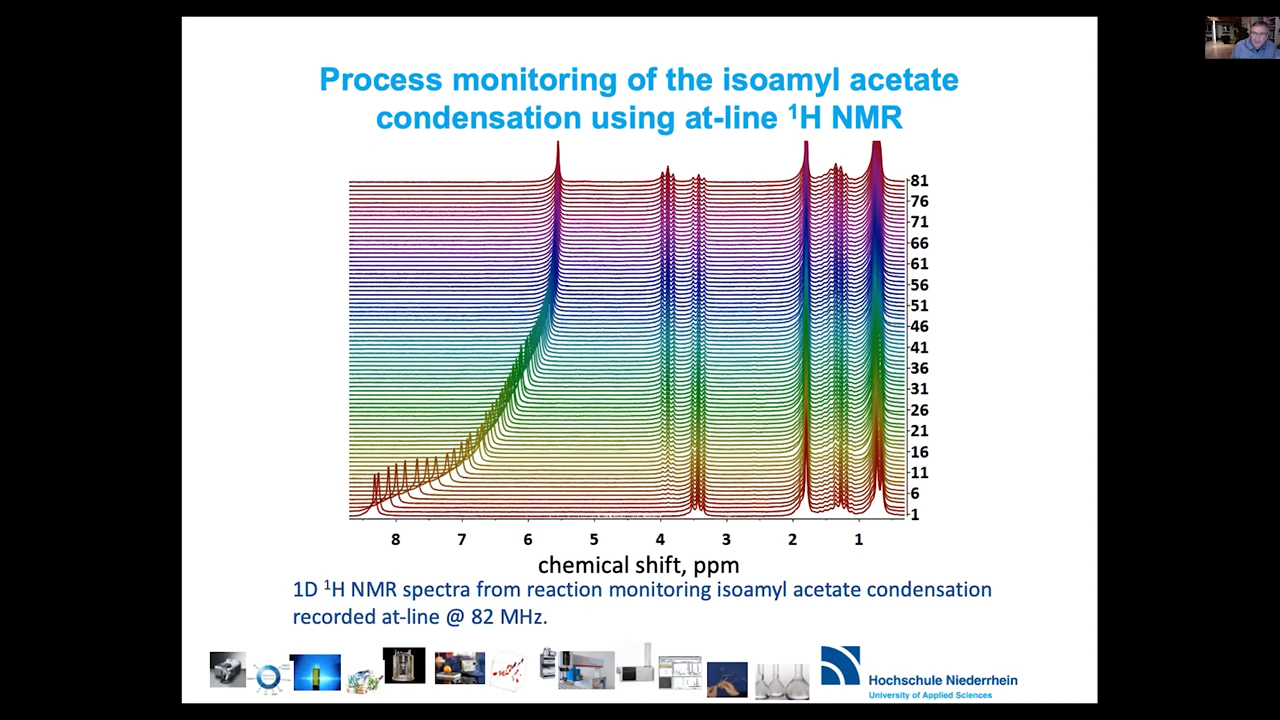 Process monitoring of the isoamyl acetate
condensation using at-line ¹H NMR
81
76
71
66
61
56
51
46
41
36
31
26
21
16
11
6
1
8 7 6 5 4 3 2 1
chemical shift, ppm
1D ¹H NMR spectra from reaction monitoring isoamyl acetate condensation
recorded at-line @ 82 MHz.
Hochschule Niederrhein
University of Applied Sciences